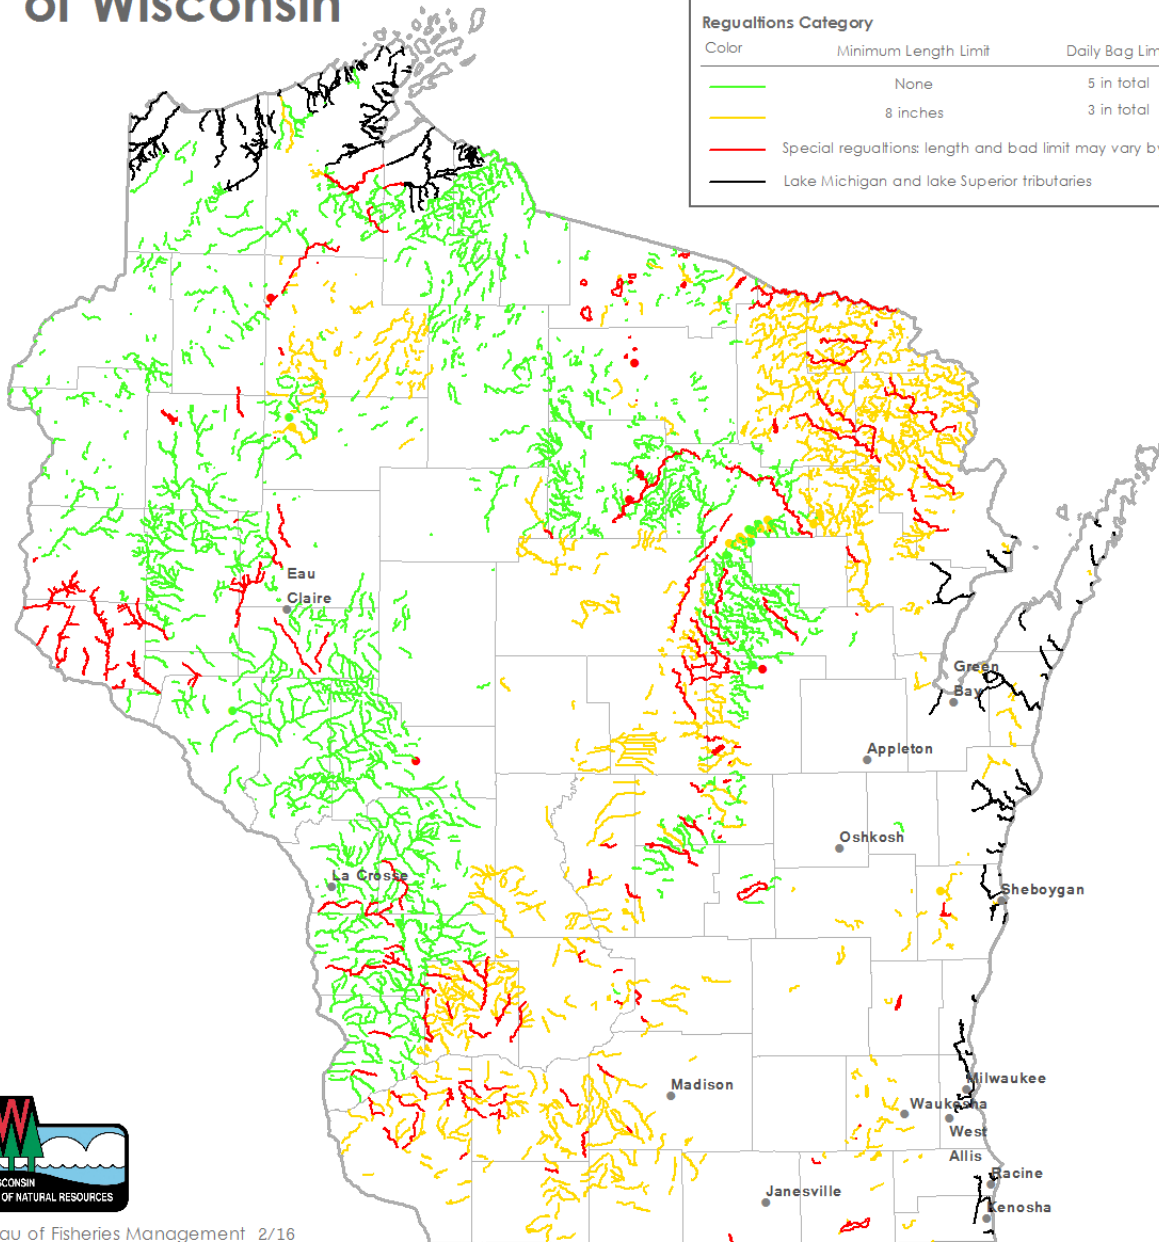 of Wisconsin
Regualtions Category
Color Minimum Length Limit Daily Bag Lim
None 5 in total
8 inches 3 in total
Special regualtions: length and bad limit may vary by
Lake Michigan and lake Superior tributaries
Eau
Claire
Green
Bay
Appleton
Oshkosh
La Crosse
Sheboygan
Madison
Milwaukee
Waukesha
West
Allis
Racine
Janesville
Kenosha
W
SCONSIN
OF NATURAL RESOURCES
au of Fisheries Management 2/16